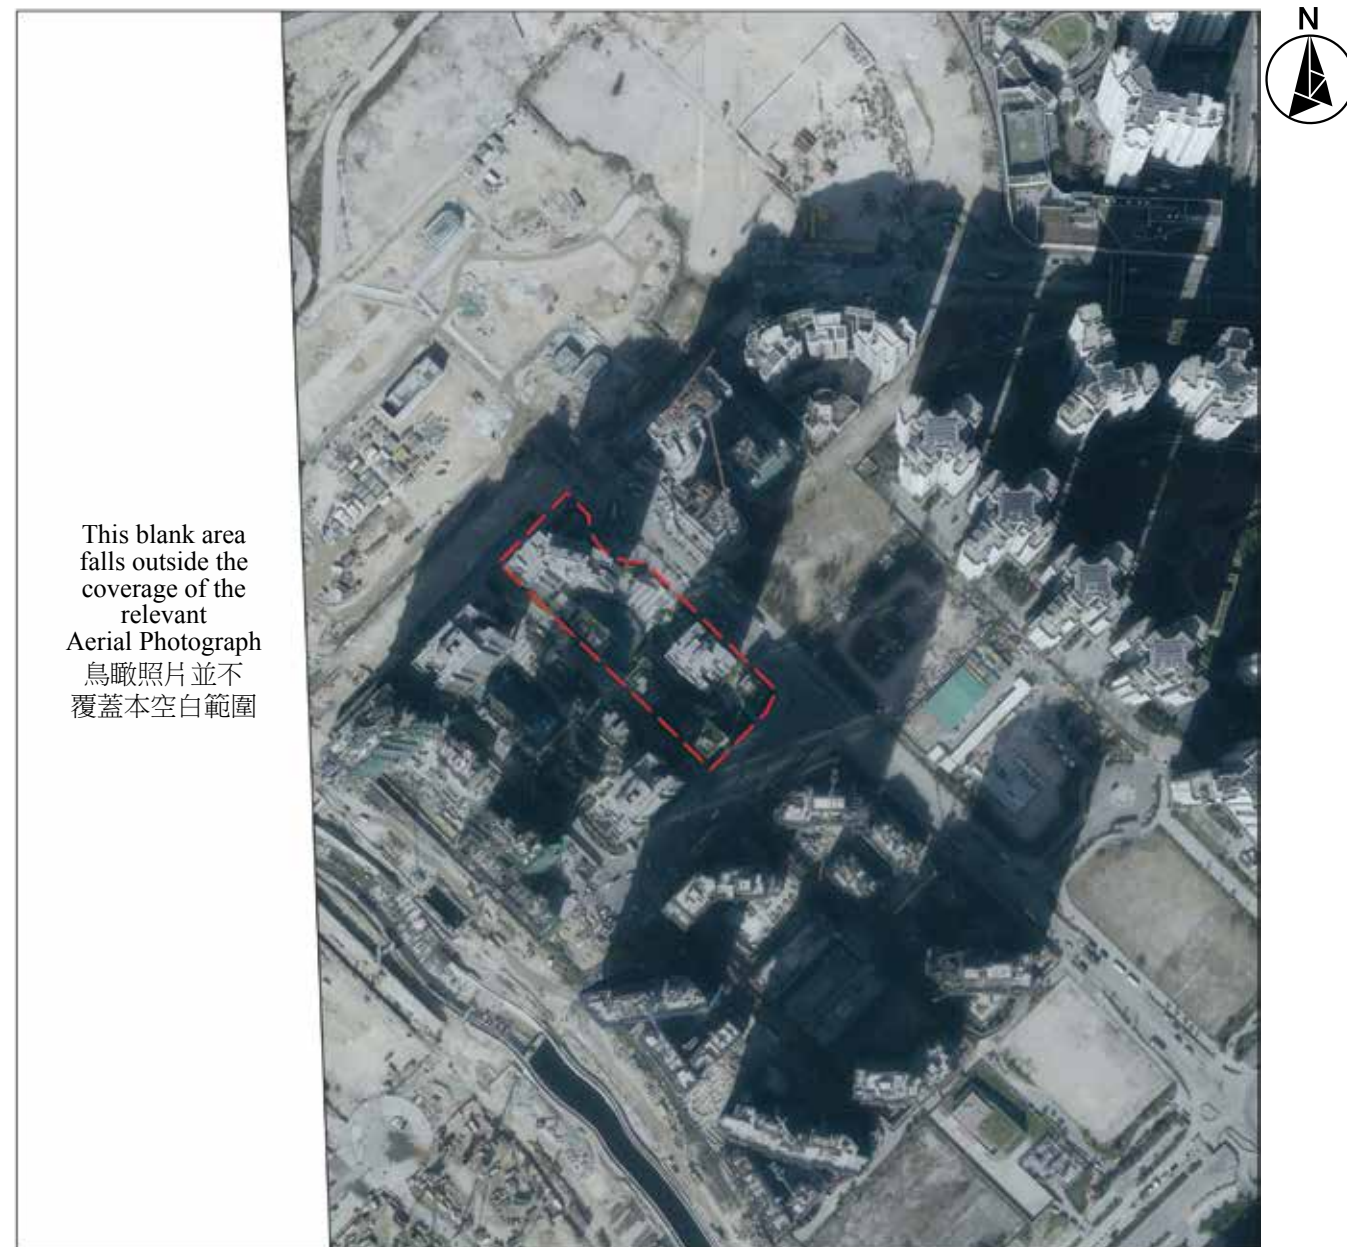 N
This blank area
falls outside the
coverage of the
relevant
Aerial Photograph
鳥瞰照片並不
覆蓋本空白範圍